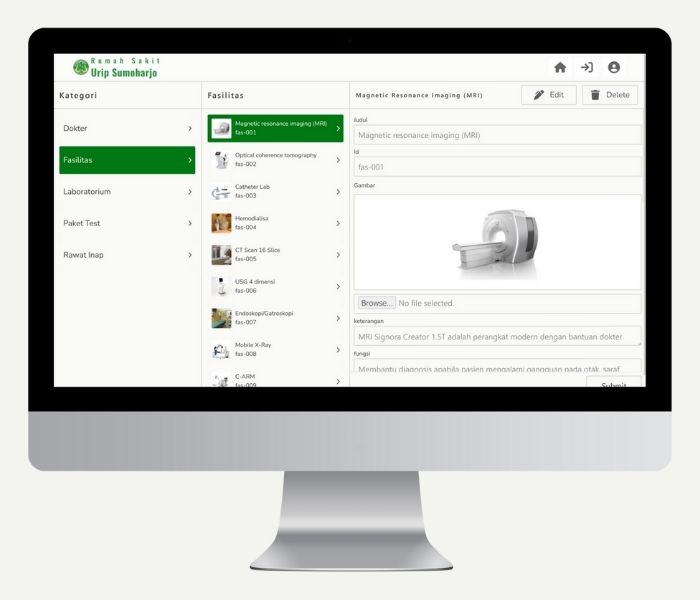 Rumah Sakit
Urip Sumoharjo
Kategori
Dokter
Fasilitas
Laboratorium
Paket Test
Rawat Inap
Fasilitas
Magnetic resonance imaging (MRI)
fas-001
Optical coherence tomography
fas-002
Catheter Lab
fas-003
Hemodialisa
fas-004
CT Scan 16 Slice
fas-005
USG 4 dimensi
fas-006
Endoskopi/Gatroskopi
fas-007
Mobile X-Ray
fas-008
C-ARM
fas-009
Magnetic Resonance Imaging (MRI)
Edit
Delete
Judul
Magnetic resonance imaging (MRI)
Id
fas-001
Gambar
Browse... No file selected.
keterangan
MRI Signora Creator 1.5T adalah perangkat modern dengan bantuan dokter
fungsi
Membantu diagnosis apabila pasien mengalami gangguan pada otak, saraf
Submit